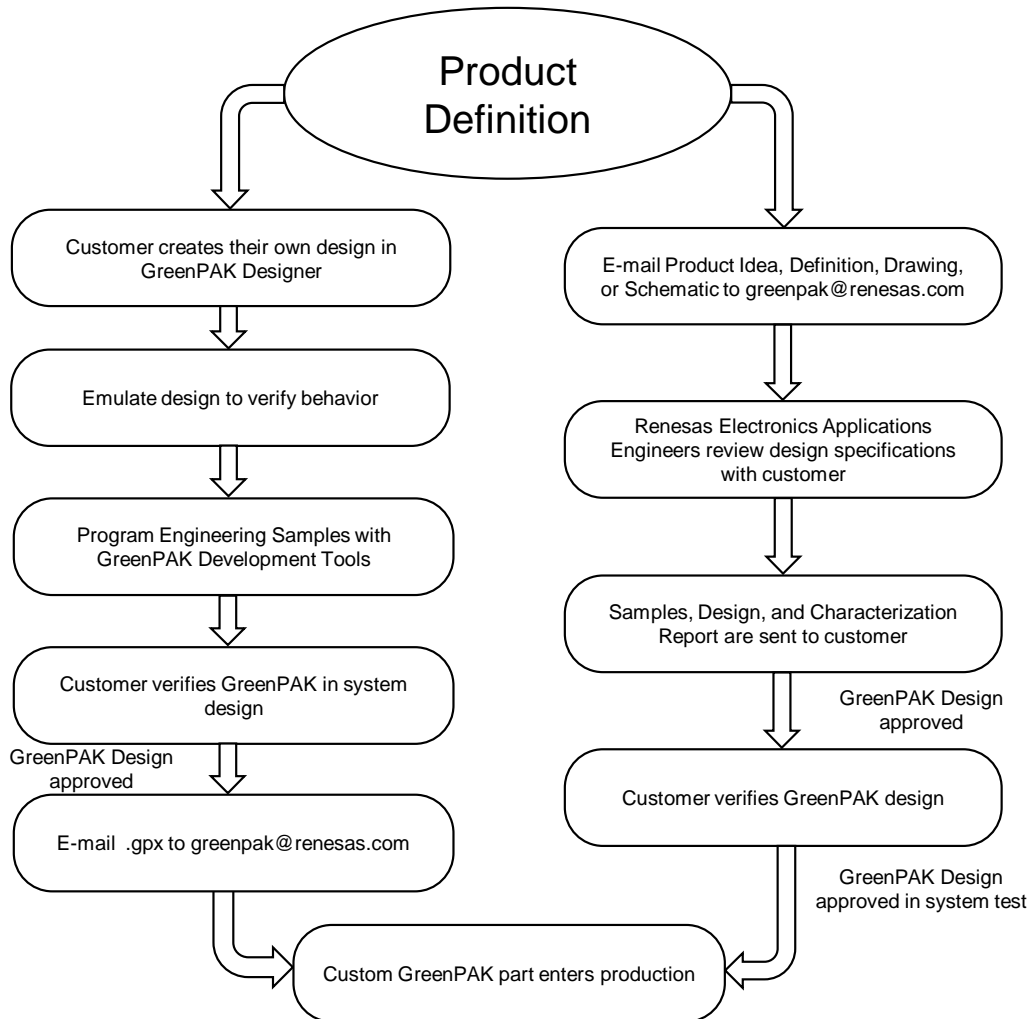 Product
Definition
Customer creates their own design in
GreenPAK Designer
Emulate design to verify behavior
Program Engineering Samples with
GreenPAK Development Tools
Customer verifies GreenPAK in system
design
GreenPAK Design
approved
E-mail .gpx to greenpak@renesas.com
E-mail Product Idea, Definition, Drawing,
or Schematic to greenpak@renesas.com
Renesas Electronics Applications
Engineers review design specifications
with customer
Samples, Design, and Characterization
Report are sent to customer
GreenPAK Design
approved
Customer verifies GreenPAK design
GreenPAK Design
approved in system test
Custom GreenPAK part enters production